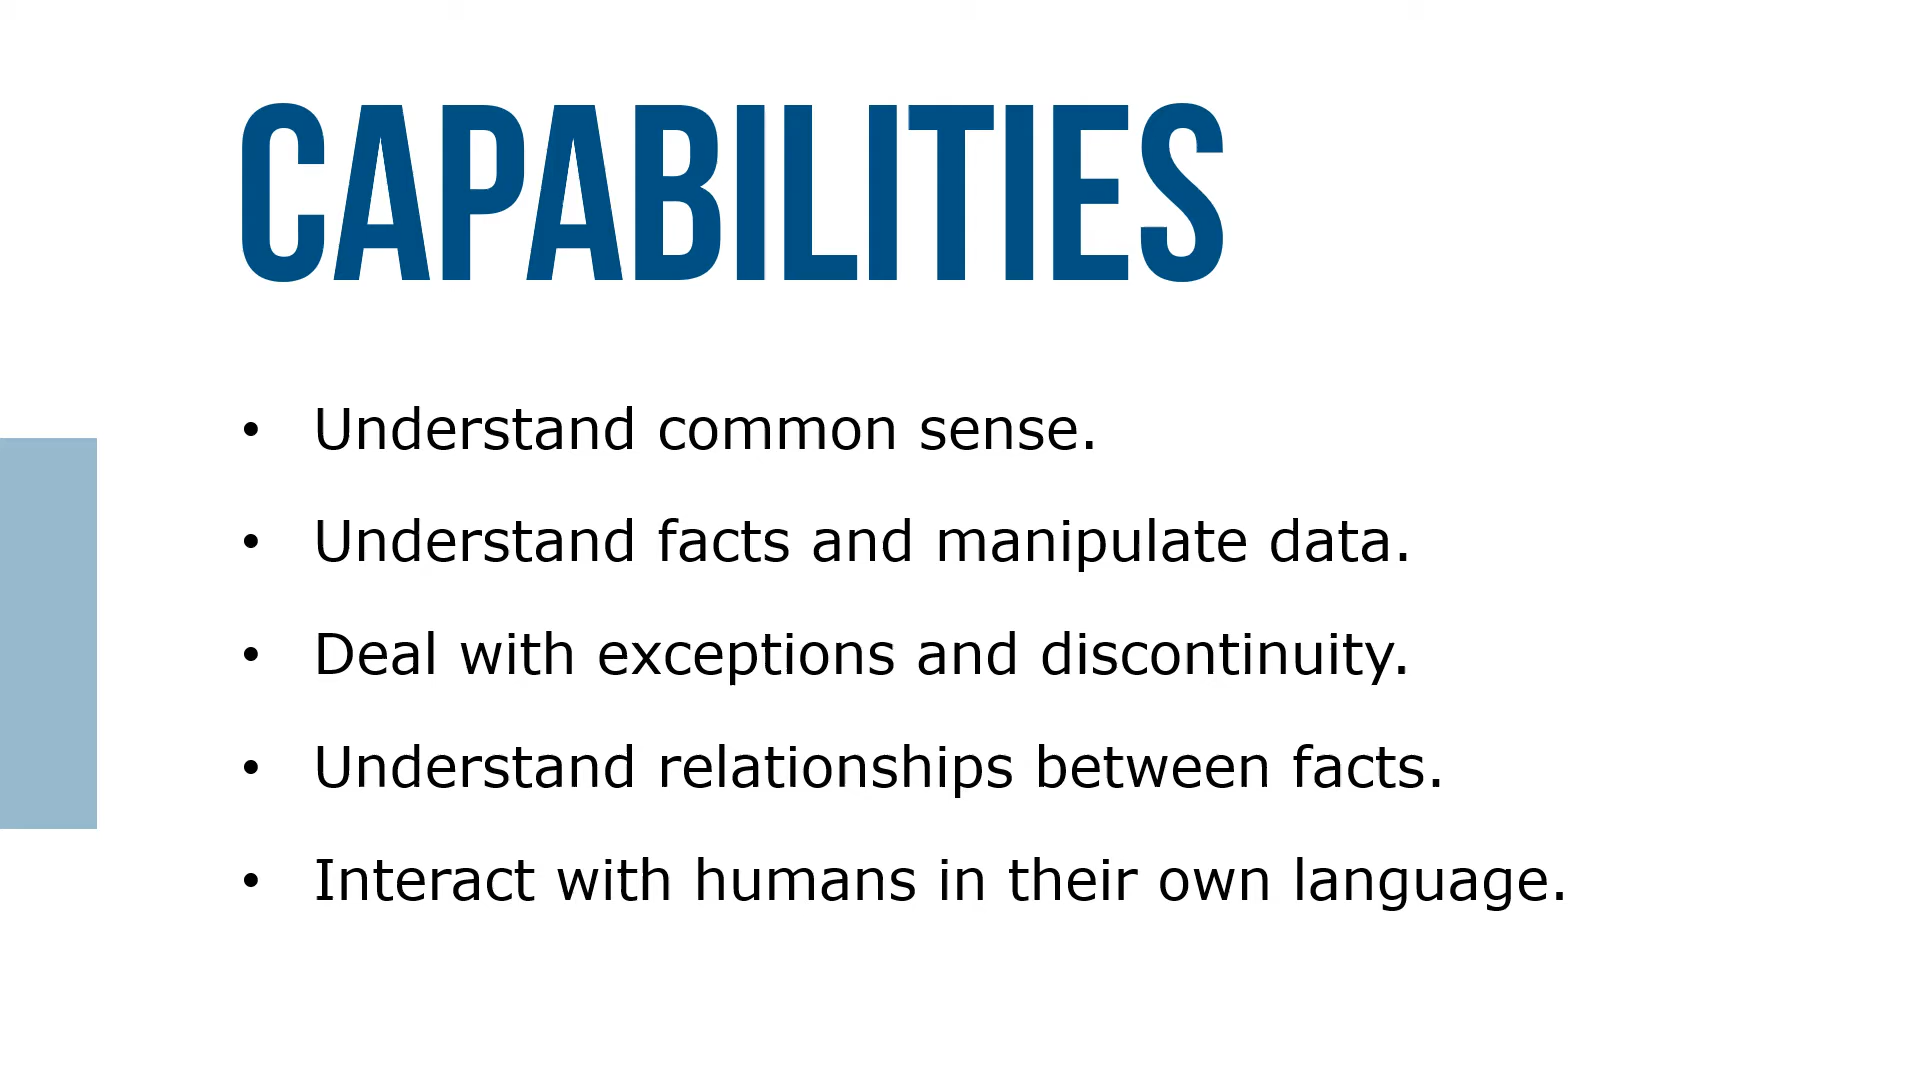 CAPABILITIES
• Understand common sense.
• Understand facts and manipulate data.
• Deal with exceptions and discontinuity.
• Understand relationships between facts.
• Interact with humans in their own language.